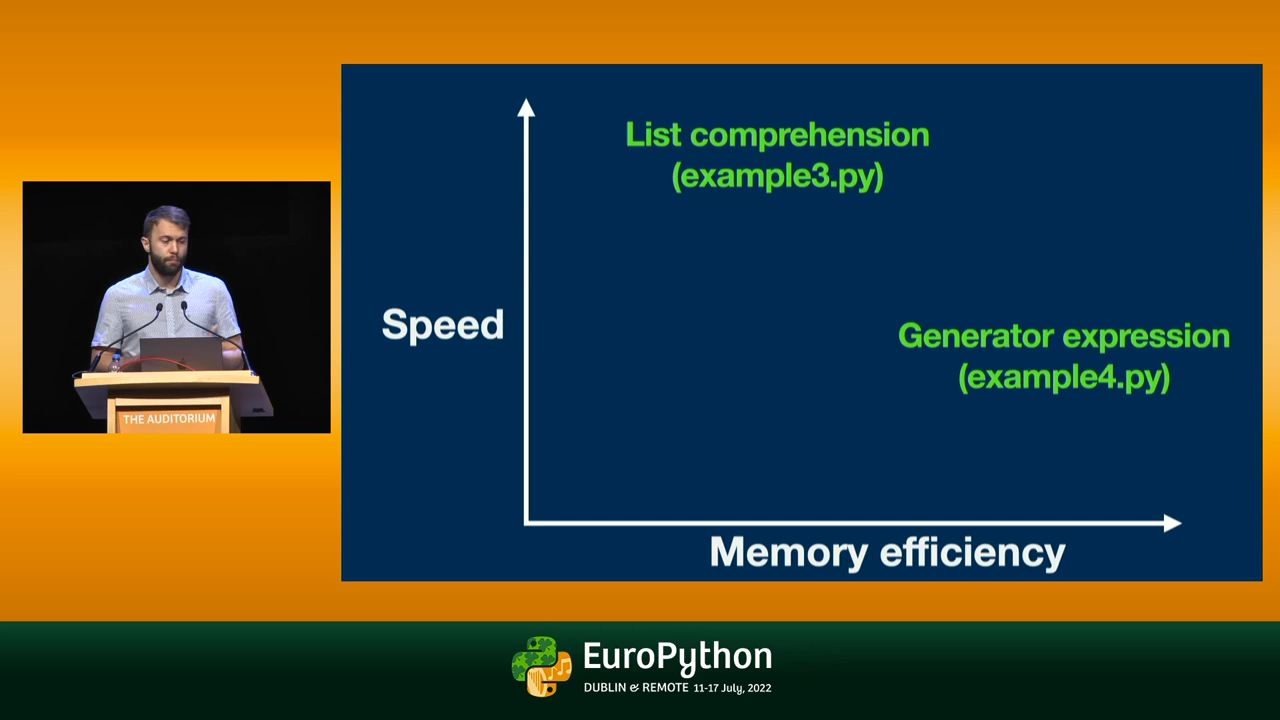 List comprehension
(example3.py)
Speed
Generator expression
(example4.py)
Memory efficiency
THE AUDITORIUM
EuroPython
DUBLIN & REMOTE 11-17 July, 2022